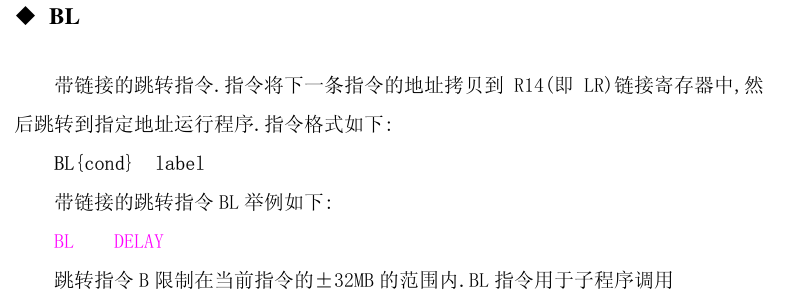 ◆ BL
带链接的跳转指令.指令将下一条指令的地址拷贝到 R14(即 LR)链接寄存器中,然
后跳转到指定地址运行程序.指令格式如下:
BL{cond} label
带链接的跳转指令 BL 举例如下:
BL DELAY
跳转指令 B 限制在当前指令的±32MB 的范围内.BL 指令用于子程序调用